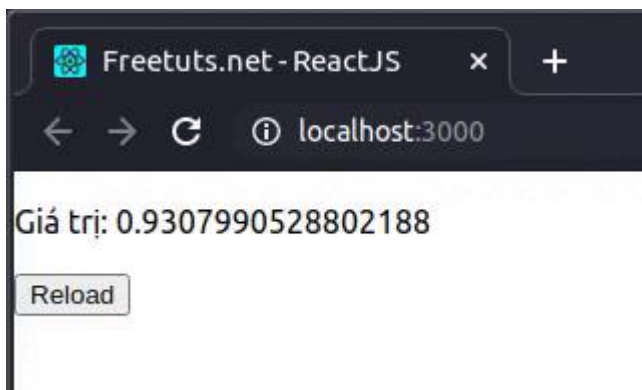 Freetuts.net - ReactJS
localhost:3000
Giá trị: 0.9307990528802188
Reload